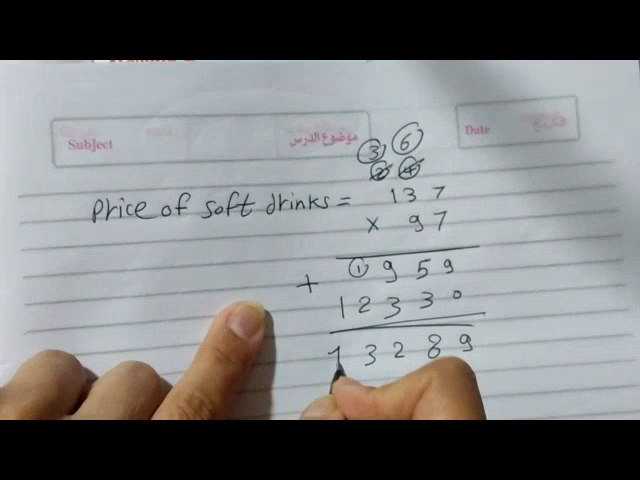 Subject
موضوع الدرس
Date
التاريخ
3 6
2 4
Price of soft drinks = 137
× 97
1
+ 959
12330
13289